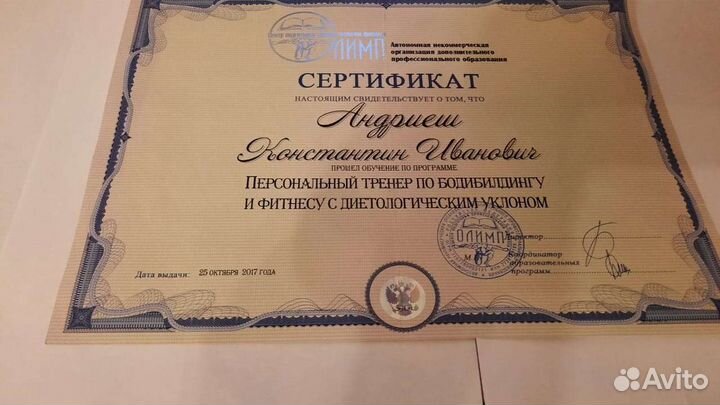 ОЛИМП
Автономная некоммерческая
организация дополнительного
профессионального образования
СЕРТИФИКАТ
НАСТОЯЩИМ СВИДЕТЕЛЬСТВУЕТ О ТОМ, ЧТО
Андриеш
Константин Иванович
ПРОШЕЛ ОБУЧЕНИЕ ПО ПРОГРАММЕ
ПЕРСОНАЛЬНЫЙ ТРЕНЕР ПО БОДИБИЛДИНГУ
И ФИТНЕСУ С ДИЕТОЛОГИЧЕСКИМ УКЛОНОМ
ОЛИМП
Директор
М
Координатор
образовательных
программ
Дата выдачи: 25 ОКТЯБРЯ 2017 ГОДА
Avito